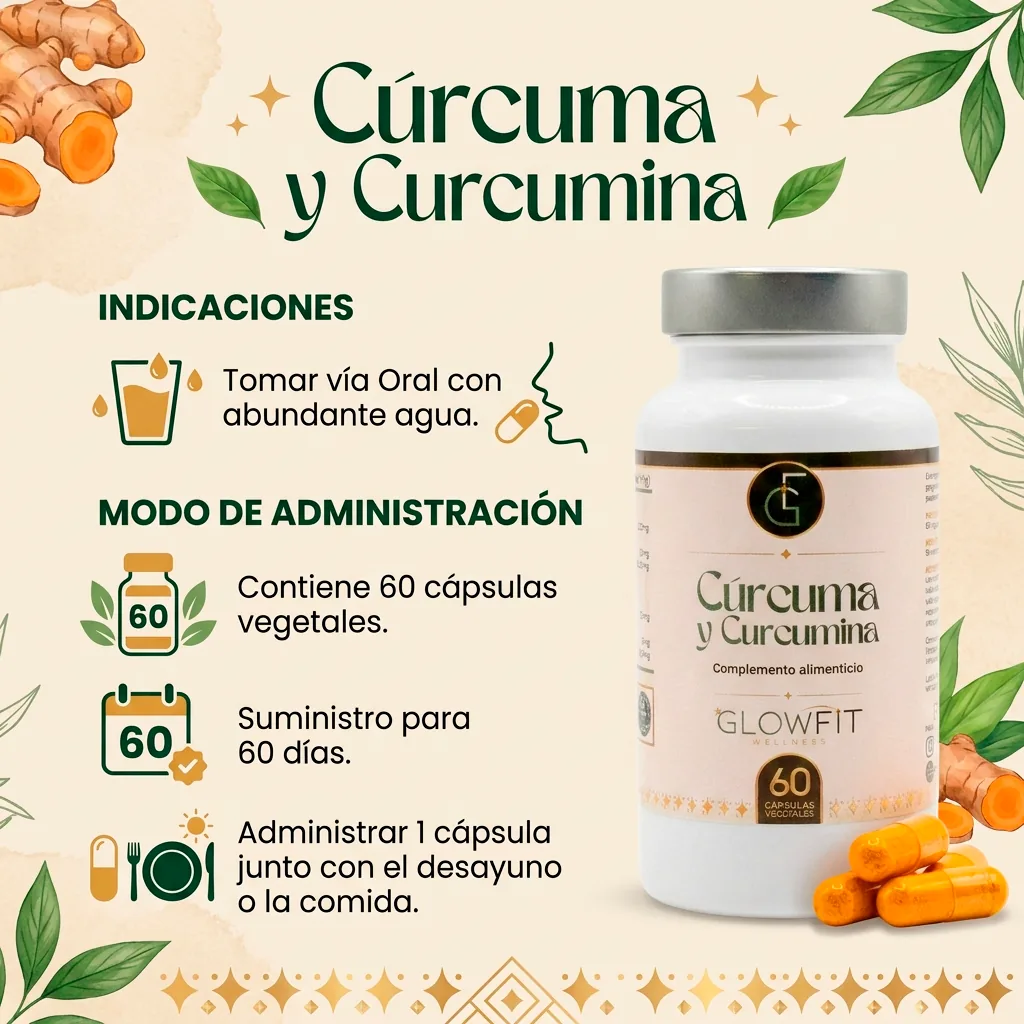 Cúrcuma
y Curcumina
INDICACIONES
Tomar vía Oral con
abundante agua.
MODO DE ADMINISTRACIÓN
60
Contiene 60 cápsulas
vegetales.
60
Suministro para
60 días.
Administrar 1 cápsula
junto con el desayuno
o la comida.
GF
Cúrcuma
y Curcumina
Complemento alimenticio
GLOWFIT
WELLNESS
60
CÁPSULAS
VEGETALES